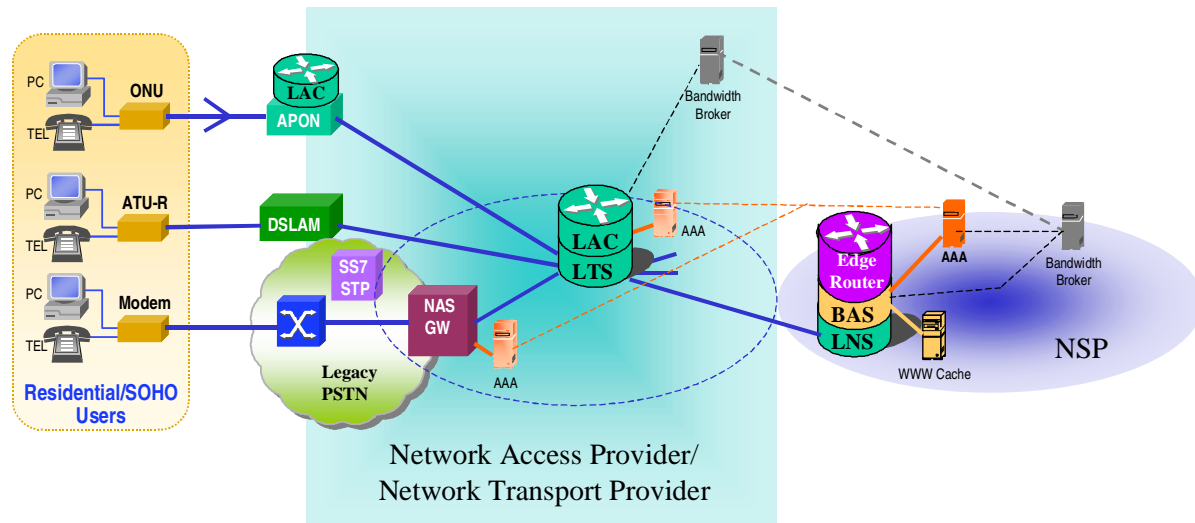 PC
ONU
TEL
PC
ATU-R
TEL
PC
Modem
TEL
Residential/SOHO
Users
LAC
APON
DSLAM
SS7
STP
NAS
GW
Legacy
PSTN
AAA
LAC
LTS
AAA
Bandwidth
Broker
Network Access Provider/
Network Transport Provider
Edge
Router
BAS
LNS
AAA
WWW Cache
Bandwidth
Broker
NSP